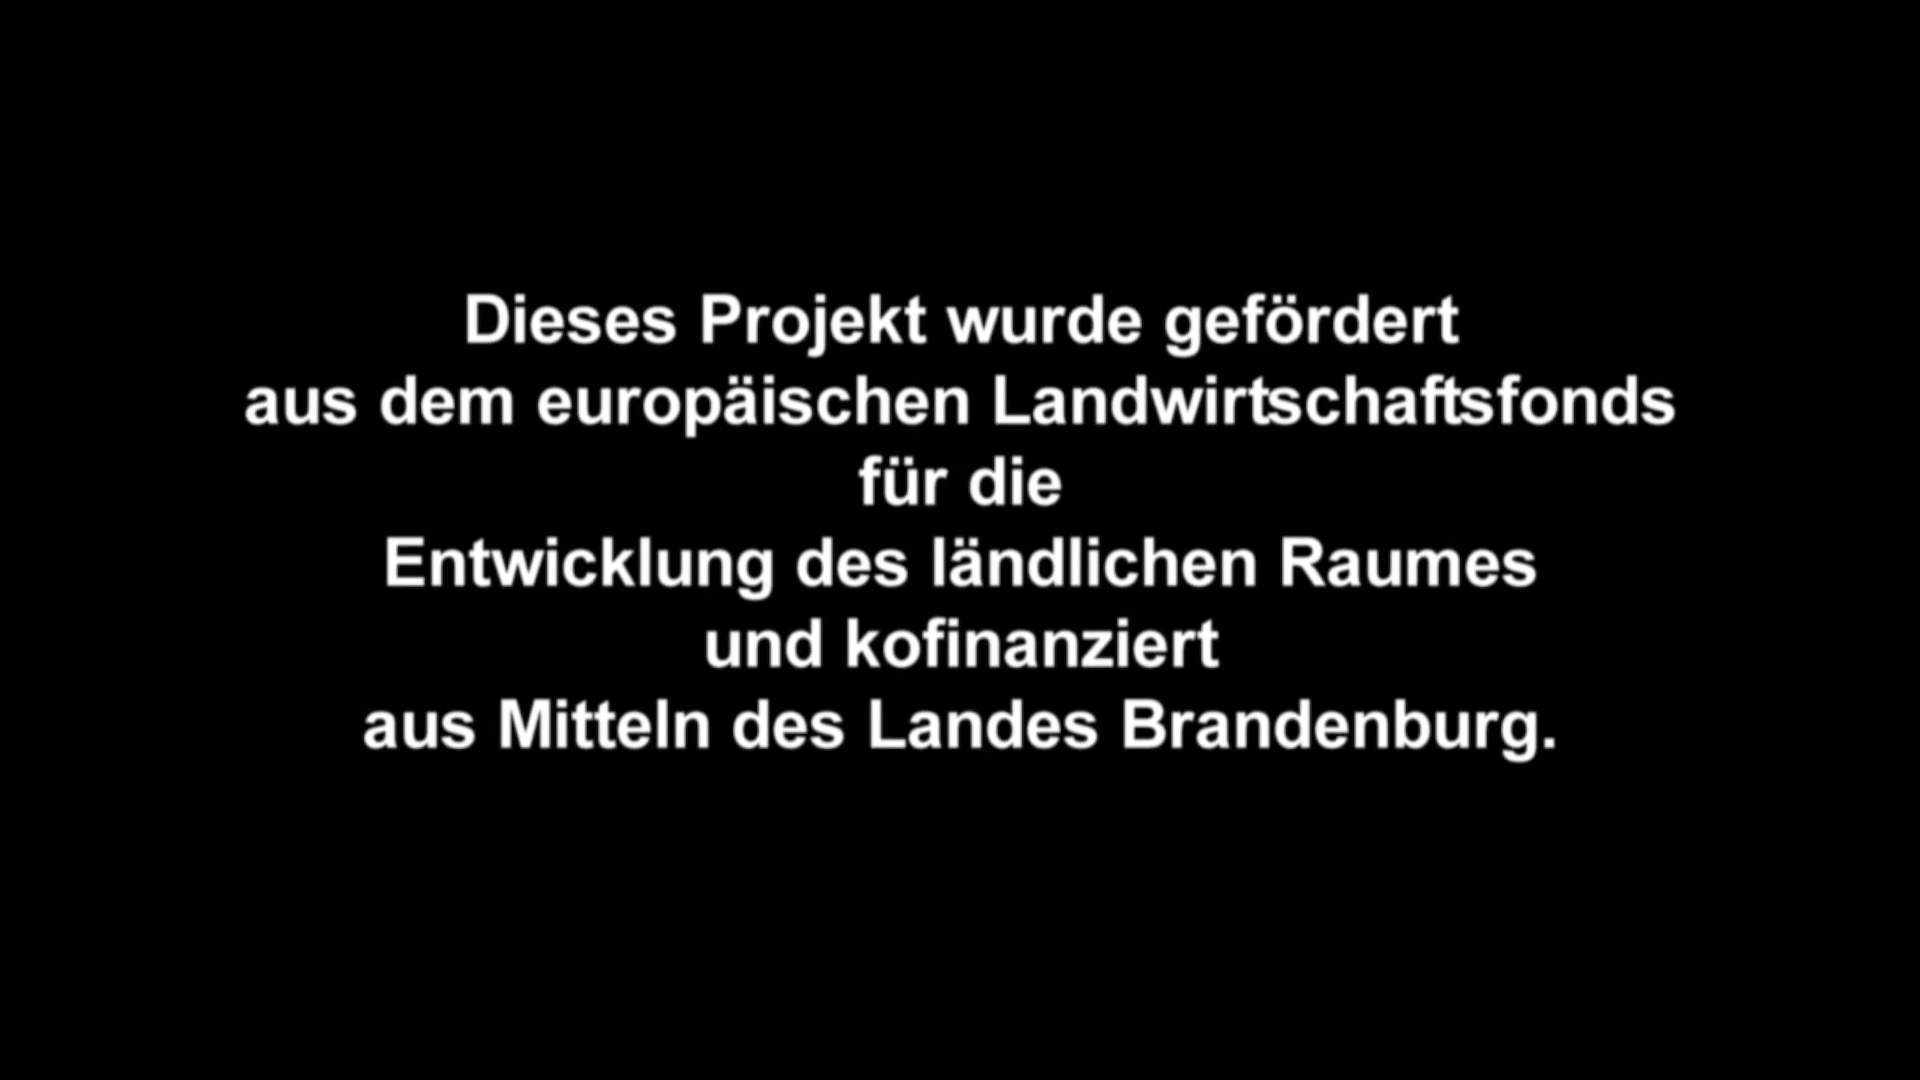 Dieses Projekt wurde gefördert
aus dem europäischen Landwirtschaftsfonds
für die
Entwicklung des ländlichen Raumes
und kofinanziert
aus Mitteln des Landes Brandenburg.